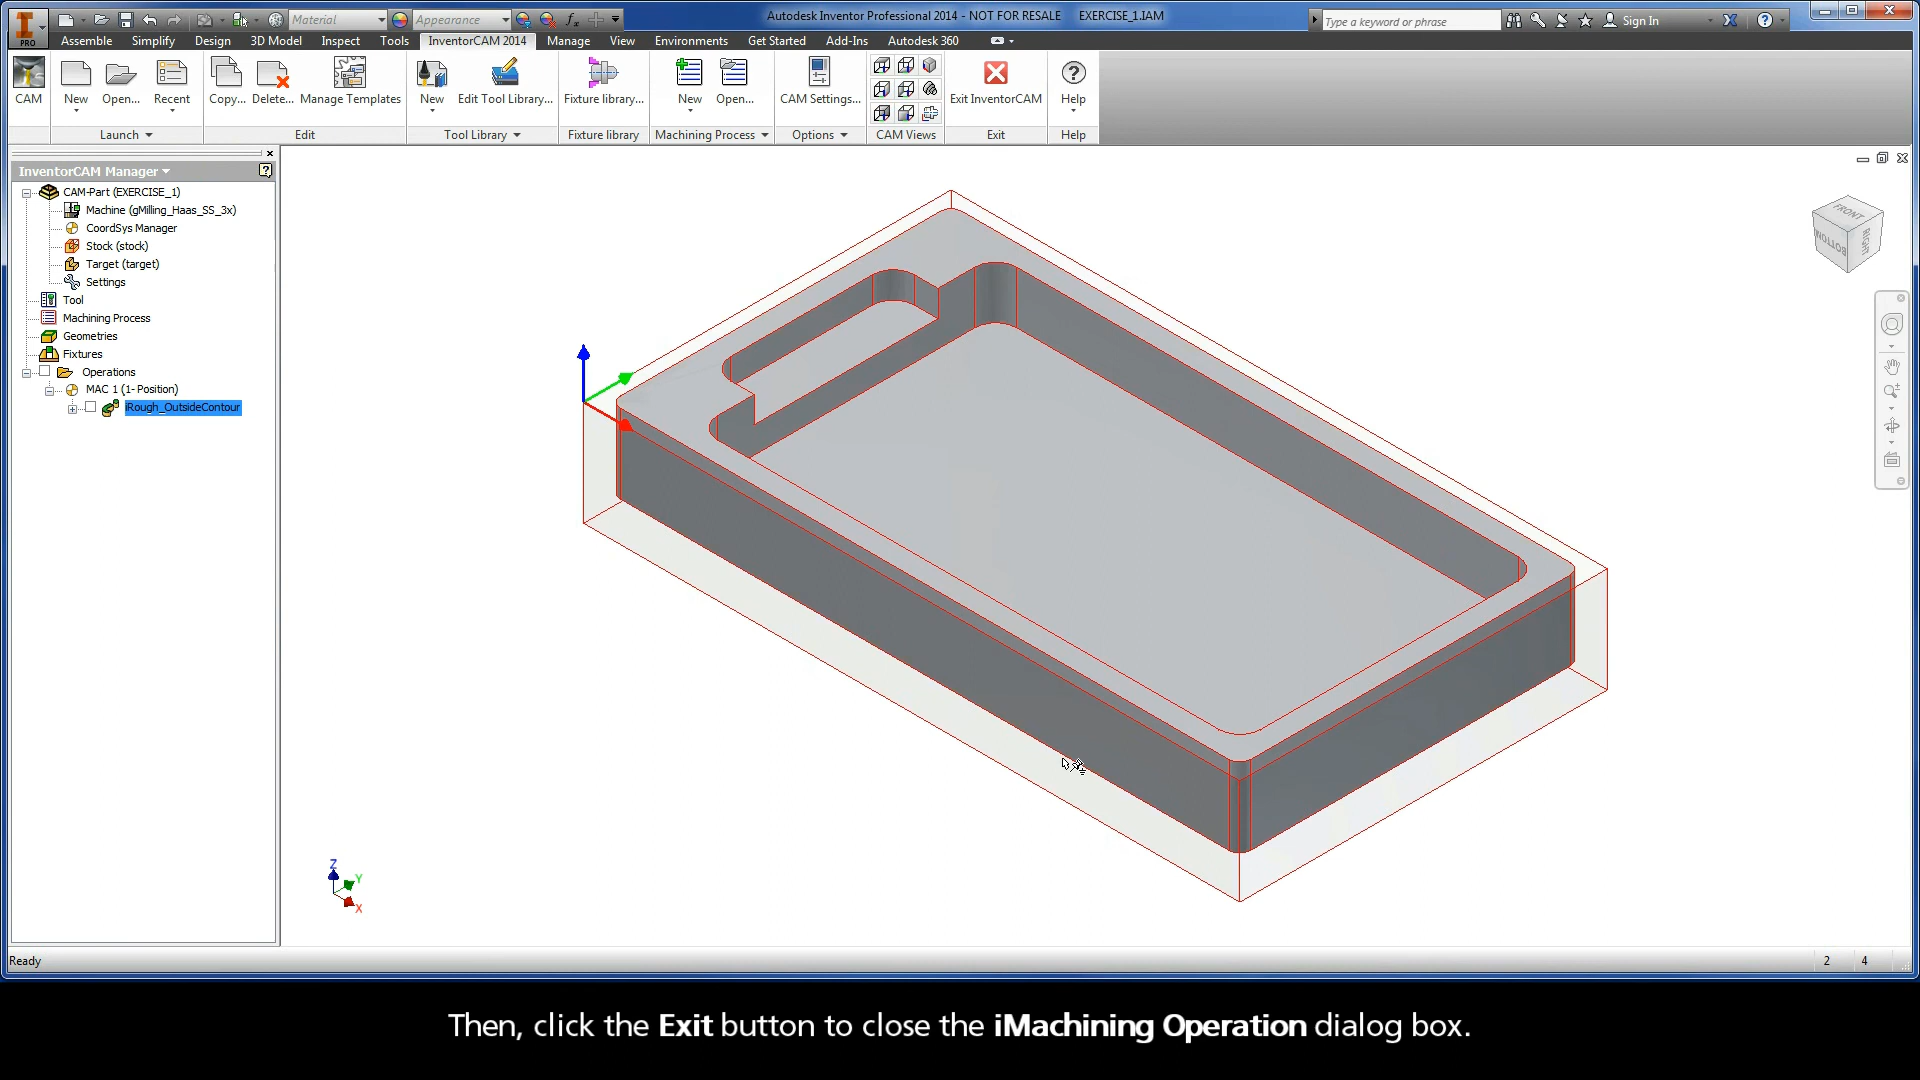 Material
Appearance
Autodesk Inventor Professional 2014 - NOT FOR RESALE EXERCISE_1.IAM
Type a keyword or phrase
Sign In
PRO
Assemble Simplify Design 3D Model Inspect Tools InventorCAM 2014 Manage View Environments Get Started Add-Ins Autodesk 360
CAM New Open... Recent Copy... Delete... Manage Templates New Edit Tool Library... Fixture library... New Open... CAM Settings... Exit InventorCAM Help
Launch Edit Tool Library Fixture library Machining Process Options CAM Views Exit Help
InventorCAM Manager
CAM-Part (EXERCISE_1)
Machine (gMilling_Haas_SS_3x)
CoordSys Manager
Stock (stock)
Target (target)
Settings
Tool
Machining Process
Geometries
Fixtures
Operations
MAC 1 (1- Position)
iRough_OutsideContour
FRONT
BOTTOM
RIGHT
Z
Y
X
Ready
2 4
Then, click the Exit button to close the iMachining Operation dialog box.